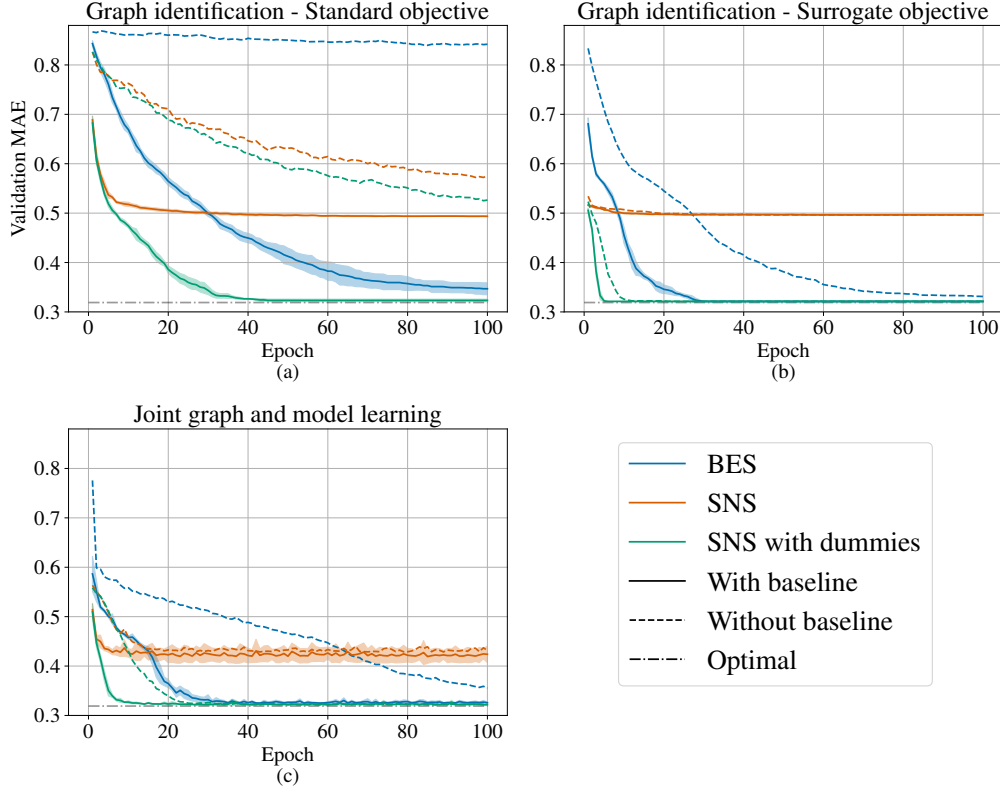 Graph identification - Standard objective
0.8
0.7
0.6
0.5
0.4
0.3
Validation MAE
0 20 40 60 80 100
Epoch
(a)
Graph identification - Surrogate objective
0.8
0.7
0.6
0.5
0.4
0.3
0 20 40 60 80 100
Epoch
(b)
Joint graph and model learning
0.8
0.7
0.6
0.5
0.4
0.3
0 20 40 60 80 100
Epoch
(c)
BES
SNS
SNS with dummies
With baseline
Without baseline
Optimal